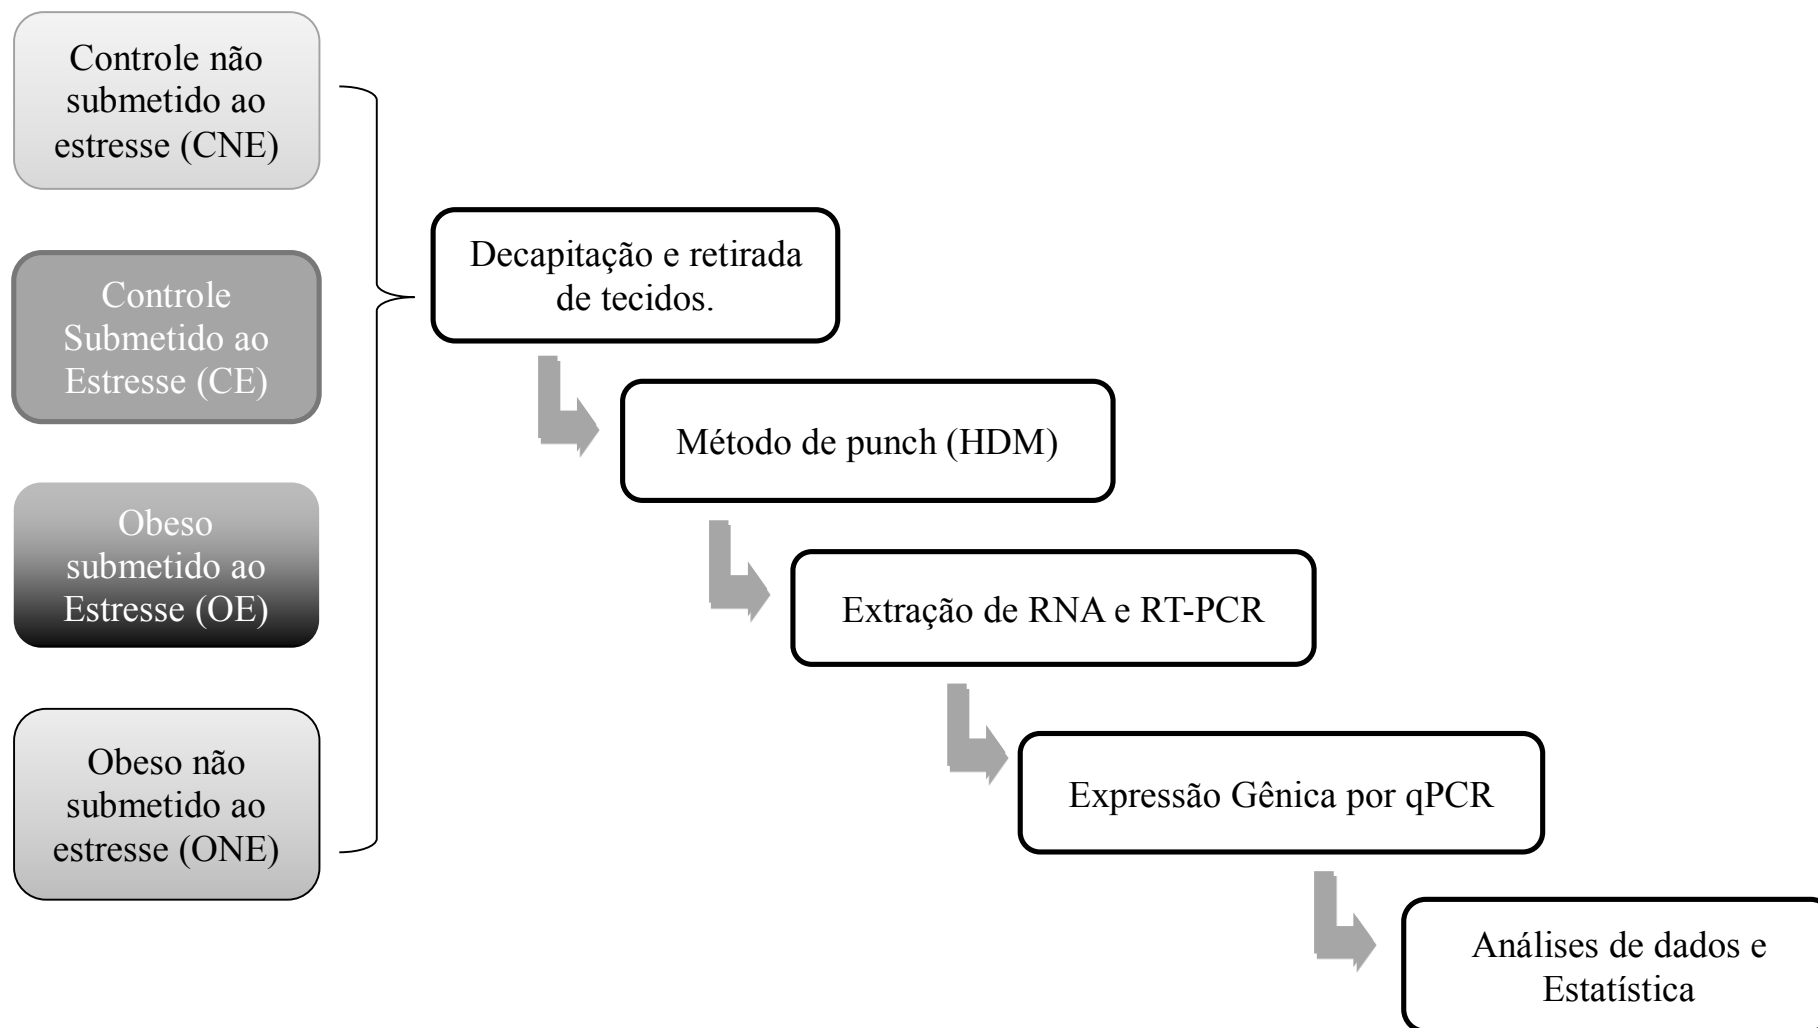 Controle não
submetido ao
estresse (CNE)
Controle
Submetido ao
Estresse (CE)
Obeso
submetido ao
Estresse (OE)
Obeso não
submetido ao
estresse (ONE)
Decapitação e retirada
de tecidos.
Método de punch (HDM)
Extração de RNA e RT-PCR
Expressão Gênica por qPCR
Análises de dados e
Estatística